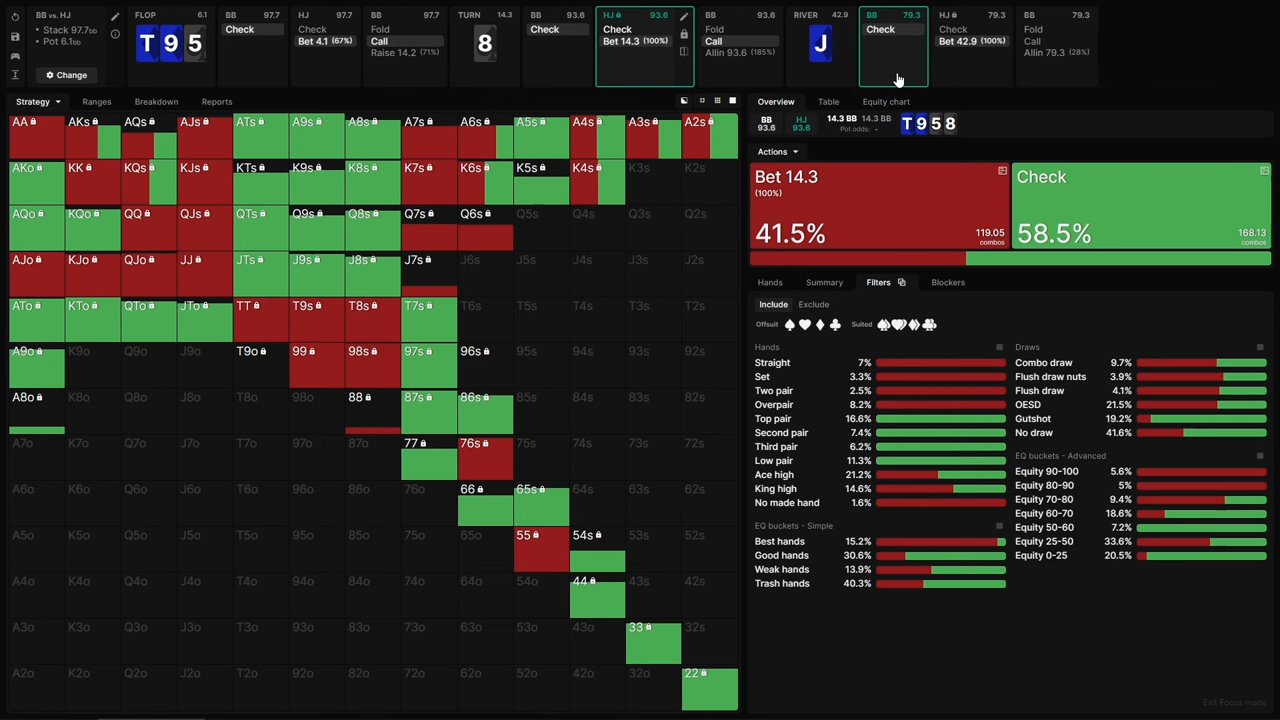 BB vs. HJ
• Stack 97.7bb
• Pot 6.1bb
Change
FLOP 6.1
T 9 5
BB 97.7
Check
HJ 97.7
Check
Bet 4.1 (67%)
BB 97.7
Fold
Call
Raise 14.2 (71%)
TURN 14.3
8
BB 93.6
Check
HJ 93.6
Check
Bet 14.3 (100%)
BB 93.6
Fold
Call
Allin 93.6 (185%)
RIVER 42.9
J
BB 79.3
Check
HJ 79.3
Check
Bet 42.9 (100%)
BB 79.3
Fold
Call
Allin 79.3 (28%)
Strategy Ranges Breakdown Reports
AA AKs AQs AJs ATs A9s A8s A7s A6s A5s A4s A3s A2s
AKo KK KQs KJs KTs K9s K8s K7s K6s K5s K4s K3s K2s
AQo KQo QQ QJs QTs Q9s Q8s Q7s Q6s Q5s Q4s Q3s Q2s
AJo KJo QJo JJ JTs J9s J8s J7s J6s J5s J4s J3s J2s
ATo KTo QTo JTo TT T9s T8s T7s T6s T5s T4s T3s T2s
A9o K9o Q9o J9o T9o 99 98s 97s 96s 95s 94s 93s 92s
A8o K8o Q8o J8o T8o 98o 88 87s 86s 85s 84s 83s 82s
A7o K7o Q7o J7o T7o 97o 87o 77 76s 75s 74s 73s 72s
A6o K6o Q6o J6o T6o 96o 86o 76o 66 65s 64s 63s 62s
A5o K5o Q5o J5o T5o 95o 85o 75o 65o 55 54s 53s 52s
A4o K4o Q4o J4o T4o 94o 84o 74o 64o 54o 44 43s 42s
A3o K3o Q3o J3o T3o 93o 83o 73o 63o 53o 43o 33 32s
A2o K2o Q2o J2o T2o 92o 82o 72o 62o 52o 42o 32o 22
Overview Table Equity chart
BB 93.6
HJ 93.6
14.3 BB 14.3 BB
Pot odds: -
T 9 5 8
Actions
Bet 14.3
(100%)
41.5%
119.05
combos
Check
58.5%
168.13
combos
Hands Summary Filters Blockers
Include Exclude
Offsuit Suited
Hands
Straight 7%
Set 3.3%
Two pair 2.5%
Overpair 8.2%
Top pair 16.6%
Second pair 7.4%
Third pair 6.2%
Low pair 11.3%
Ace high 21.2%
King high 14.6%
No made hand 1.6%
EQ buckets - Simple
Best hands 15.2%
Good hands 30.6%
Weak hands 13.9%
Trash hands 40.3%
Draws
Combo draw 9.7%
Flush draw nuts 3.9%
Flush draw 4.1%
OESD 21.5%
Gutshot 19.2%
No draw 41.6%
EQ buckets - Advanced
Equity 90-100 5.6%
Equity 80-90 5%
Equity 70-80 9.4%
Equity 60-70 18.6%
Equity 50-60 7.2%
Equity 25-50 33.6%
Equity 0-25 20.5%
Exit Focus mode